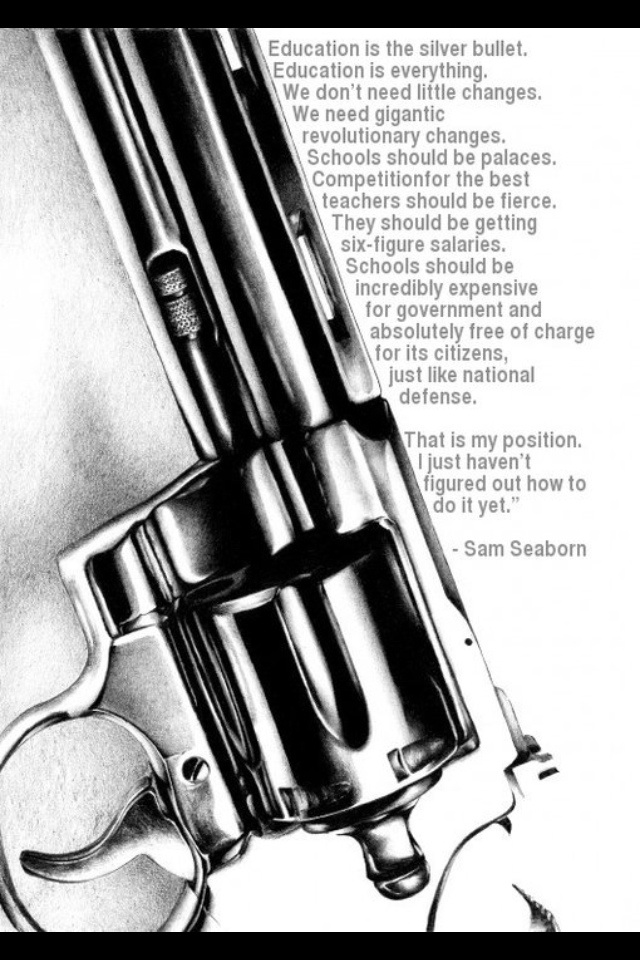 Education is the silver bullet.
Education is everything.
We don't need little changes.
We need gigantic
revolutionary changes.
Schools should be palaces.
Competitionfor the best
teachers should be fierce.
They should be getting
six-figure salaries.
Schools should be
incredibly expensive
for government and
absolutely free of charge
for its citizens,
just like national
defense.
That is my position.
I just haven't
figured out how to
do it yet.”
- Sam Seaborn